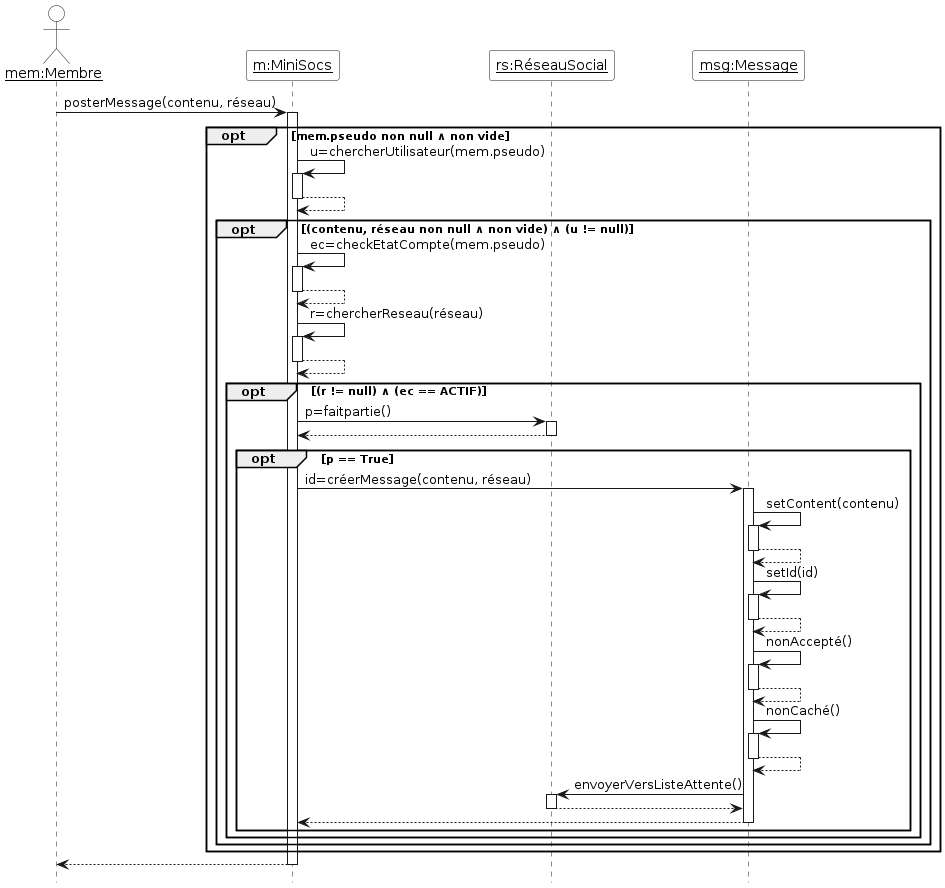 mem:Membre
m:MiniSocs
rs:RéseauSocial
msg:Message
posterMessage(contenu, réseau)
opt
[mem.pseudo non null ∧ non vide]
u=chercherUtilisateur(mem.pseudo)
opt
[(contenu, réseau non null ∧ non vide) ∧ (u != null)]
ec=checkEtatCompte(mem.pseudo)
r=chercherReseau(réseau)
opt
[(r != null) ∧ (ec == ACTIF)]
p=faitpartie()
opt
[p == True]
id=créerMessage(contenu, réseau)
setContent(contenu)
setId(id)
nonAccepté()
nonCaché()
envoyerVersListeAttente()